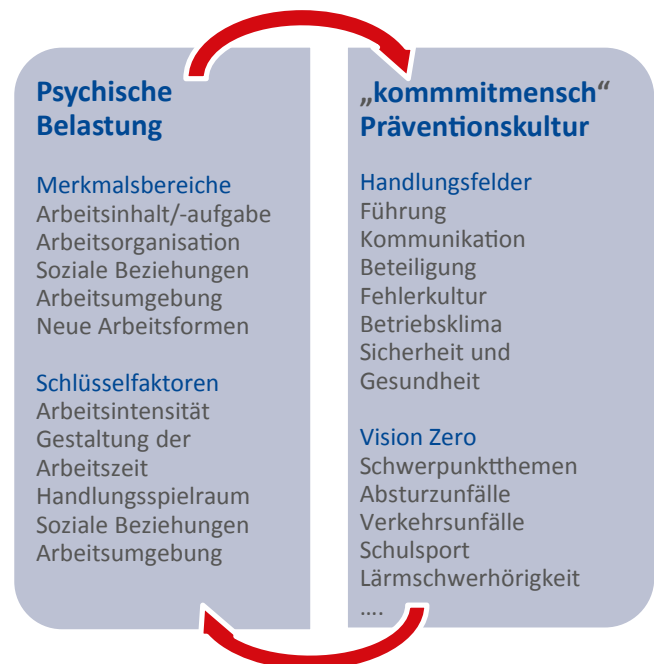 Psychische
Belastung
Merkmalsbereiche
Arbeitsinhalt/-aufgabe
Arbeitsorganisation
Soziale Beziehungen
Arbeitsumgebung
Neue Arbeitsformen
Schlüsselfaktoren
Arbeitsintensität
Gestaltung der
Arbeitszeit
Handlungsspielraum
Soziale Beziehungen
Arbeitsumgebung
„kommmitmensch“
Präventionskultur
Handlungsfelder
Führung
Kommunikation
Beteiligung
Fehlerkultur
Betriebsklima
Sicherheit und
Gesundheit
Vision Zero
Schwerpunktthemen
Absturzunfälle
Verkehrsunfälle
Schulsport
Lärmschwerhörigkeit
....